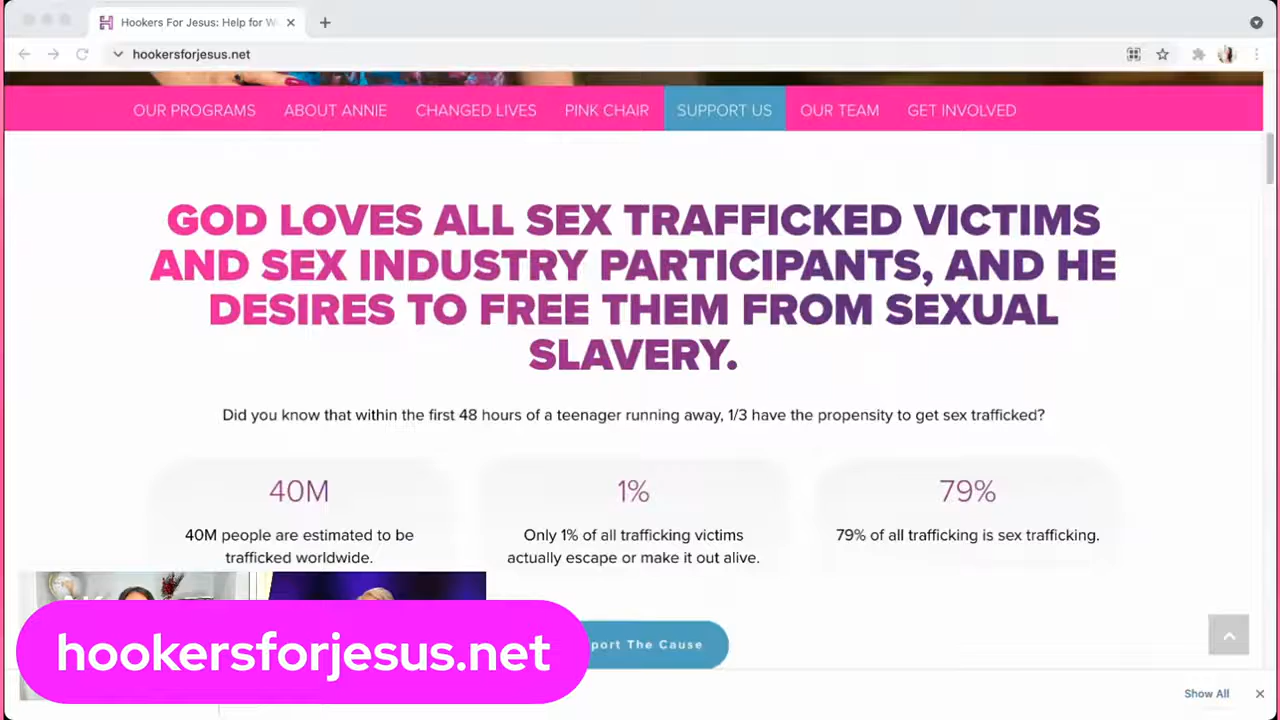 Hookers For Jesus: Help for W
hookersforjesus.net
OUR PROGRAMS ABOUT ANNIE CHANGED LIVES PINK CHAIR SUPPORT US OUR TEAM GET INVOLVED
GOD LOVES ALL SEX TRAFFICKED VICTIMS
AND SEX INDUSTRY PARTICIPANTS, AND HE
DESIRES TO FREE THEM FROM SEXUAL
SLAVERY.
Did you know that within the first 48 hours of a teenager running away, 1/3 have the propensity to get sex trafficked?
40M
40M people are estimated to be
trafficked worldwide.
1%
Only 1% of all trafficking victims
actually escape or make it out alive.
79%
79% of all trafficking is sex trafficking.
port The Cause
hookersforjesus.net
Show All